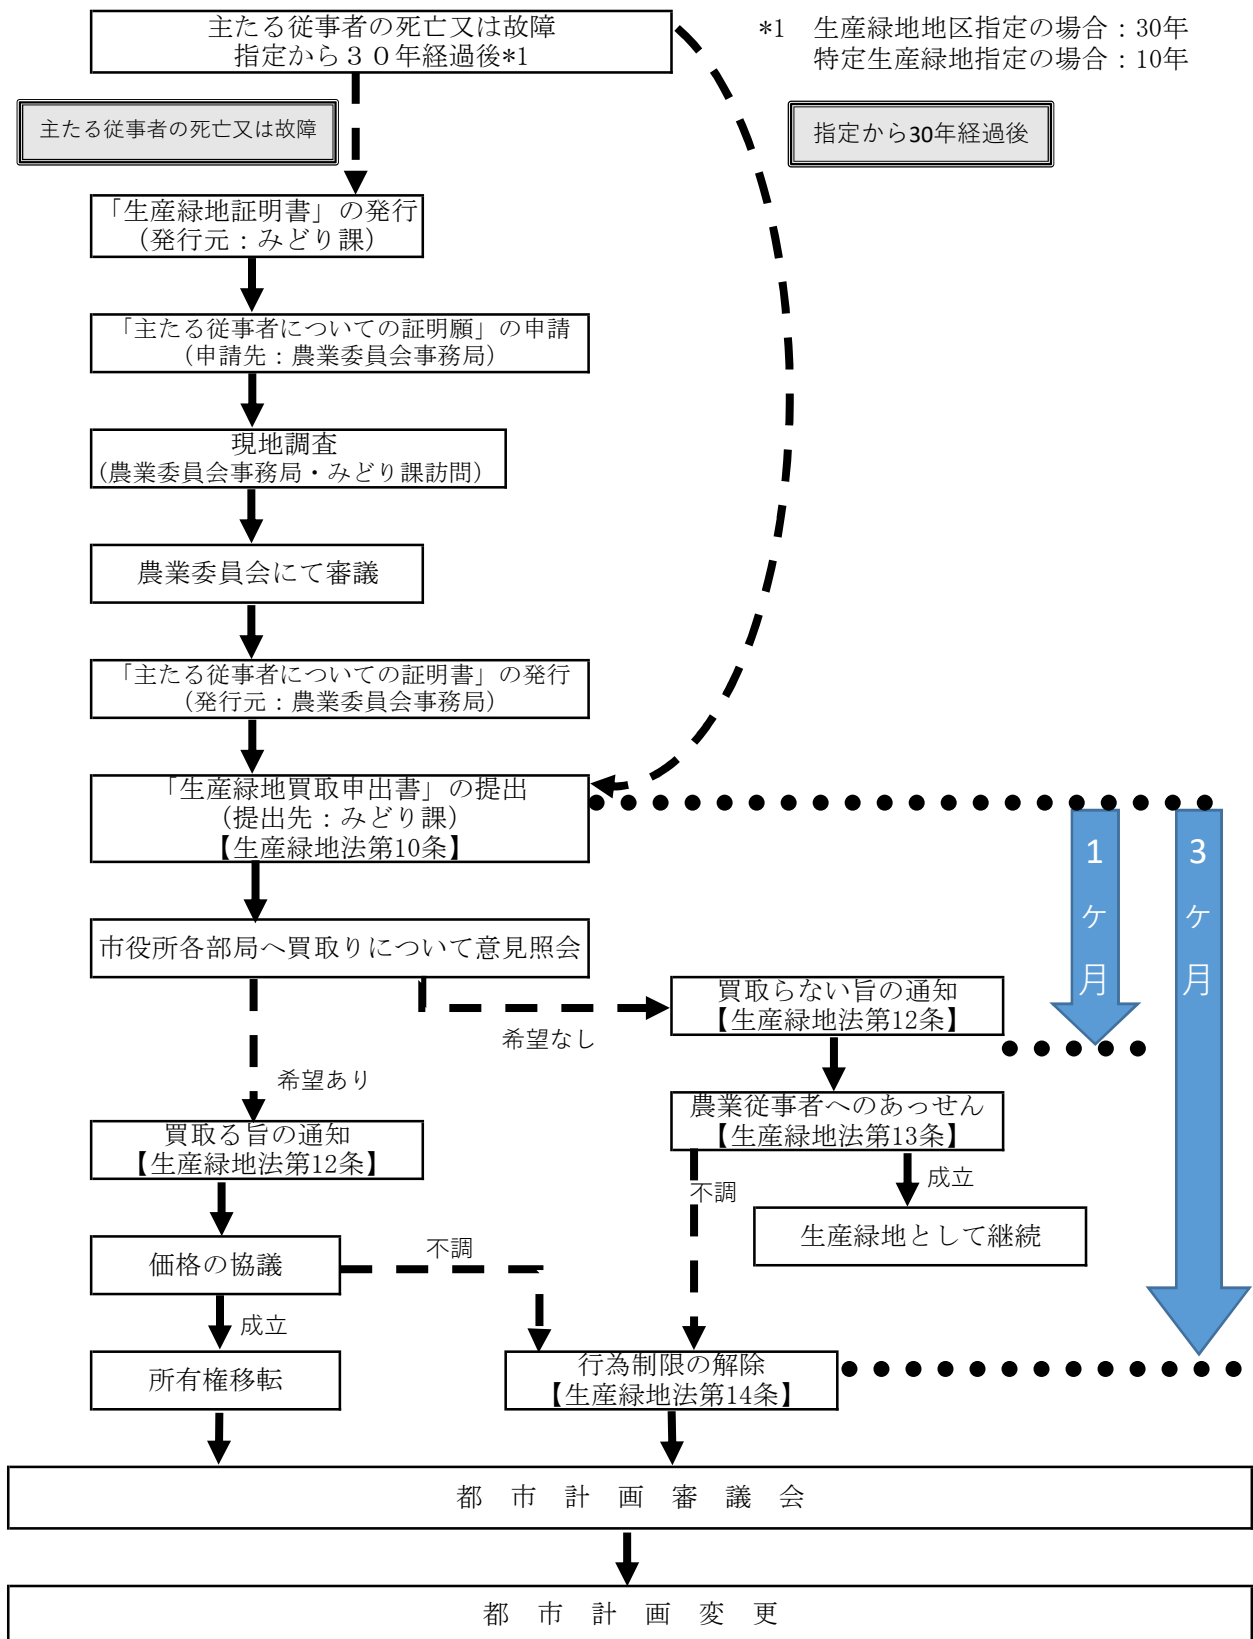 主たる従事者の死亡又は故障
指定から３０年経過後*1
*1　生産緑地地区指定の場合：30年
特定生産緑地指定の場合：10年
主たる従事者の死亡又は故障
指定から30年経過後
「生産緑地証明書」の発行
（発行元：みどり課）
「主たる従事者についての証明願」の申請
（申請先：農業委員会事務局）
現地調査
（農業委員会事務局・みどり課訪問）
農業委員会にて審議
「主たる従事者についての証明書」の発行
（発行元：農業委員会事務局）
「生産緑地買取申出書」の提出
（提出先：みどり課）
【生産緑地法第10条】
1ケ月
3ケ月
市役所各部局へ買取りについて意見照会
買取らない旨の通知
【生産緑地法第12条】
希望なし
希望あり
農業従事者へのあっせん
【生産緑地法第13条】
買取る旨の通知
【生産緑地法第12条】
成立
不調
生産緑地として継続
価格の協議
不調
成立
所有権移転
行為制限の解除
【生産緑地法第14条】
都市計画審議会
都市計画変更